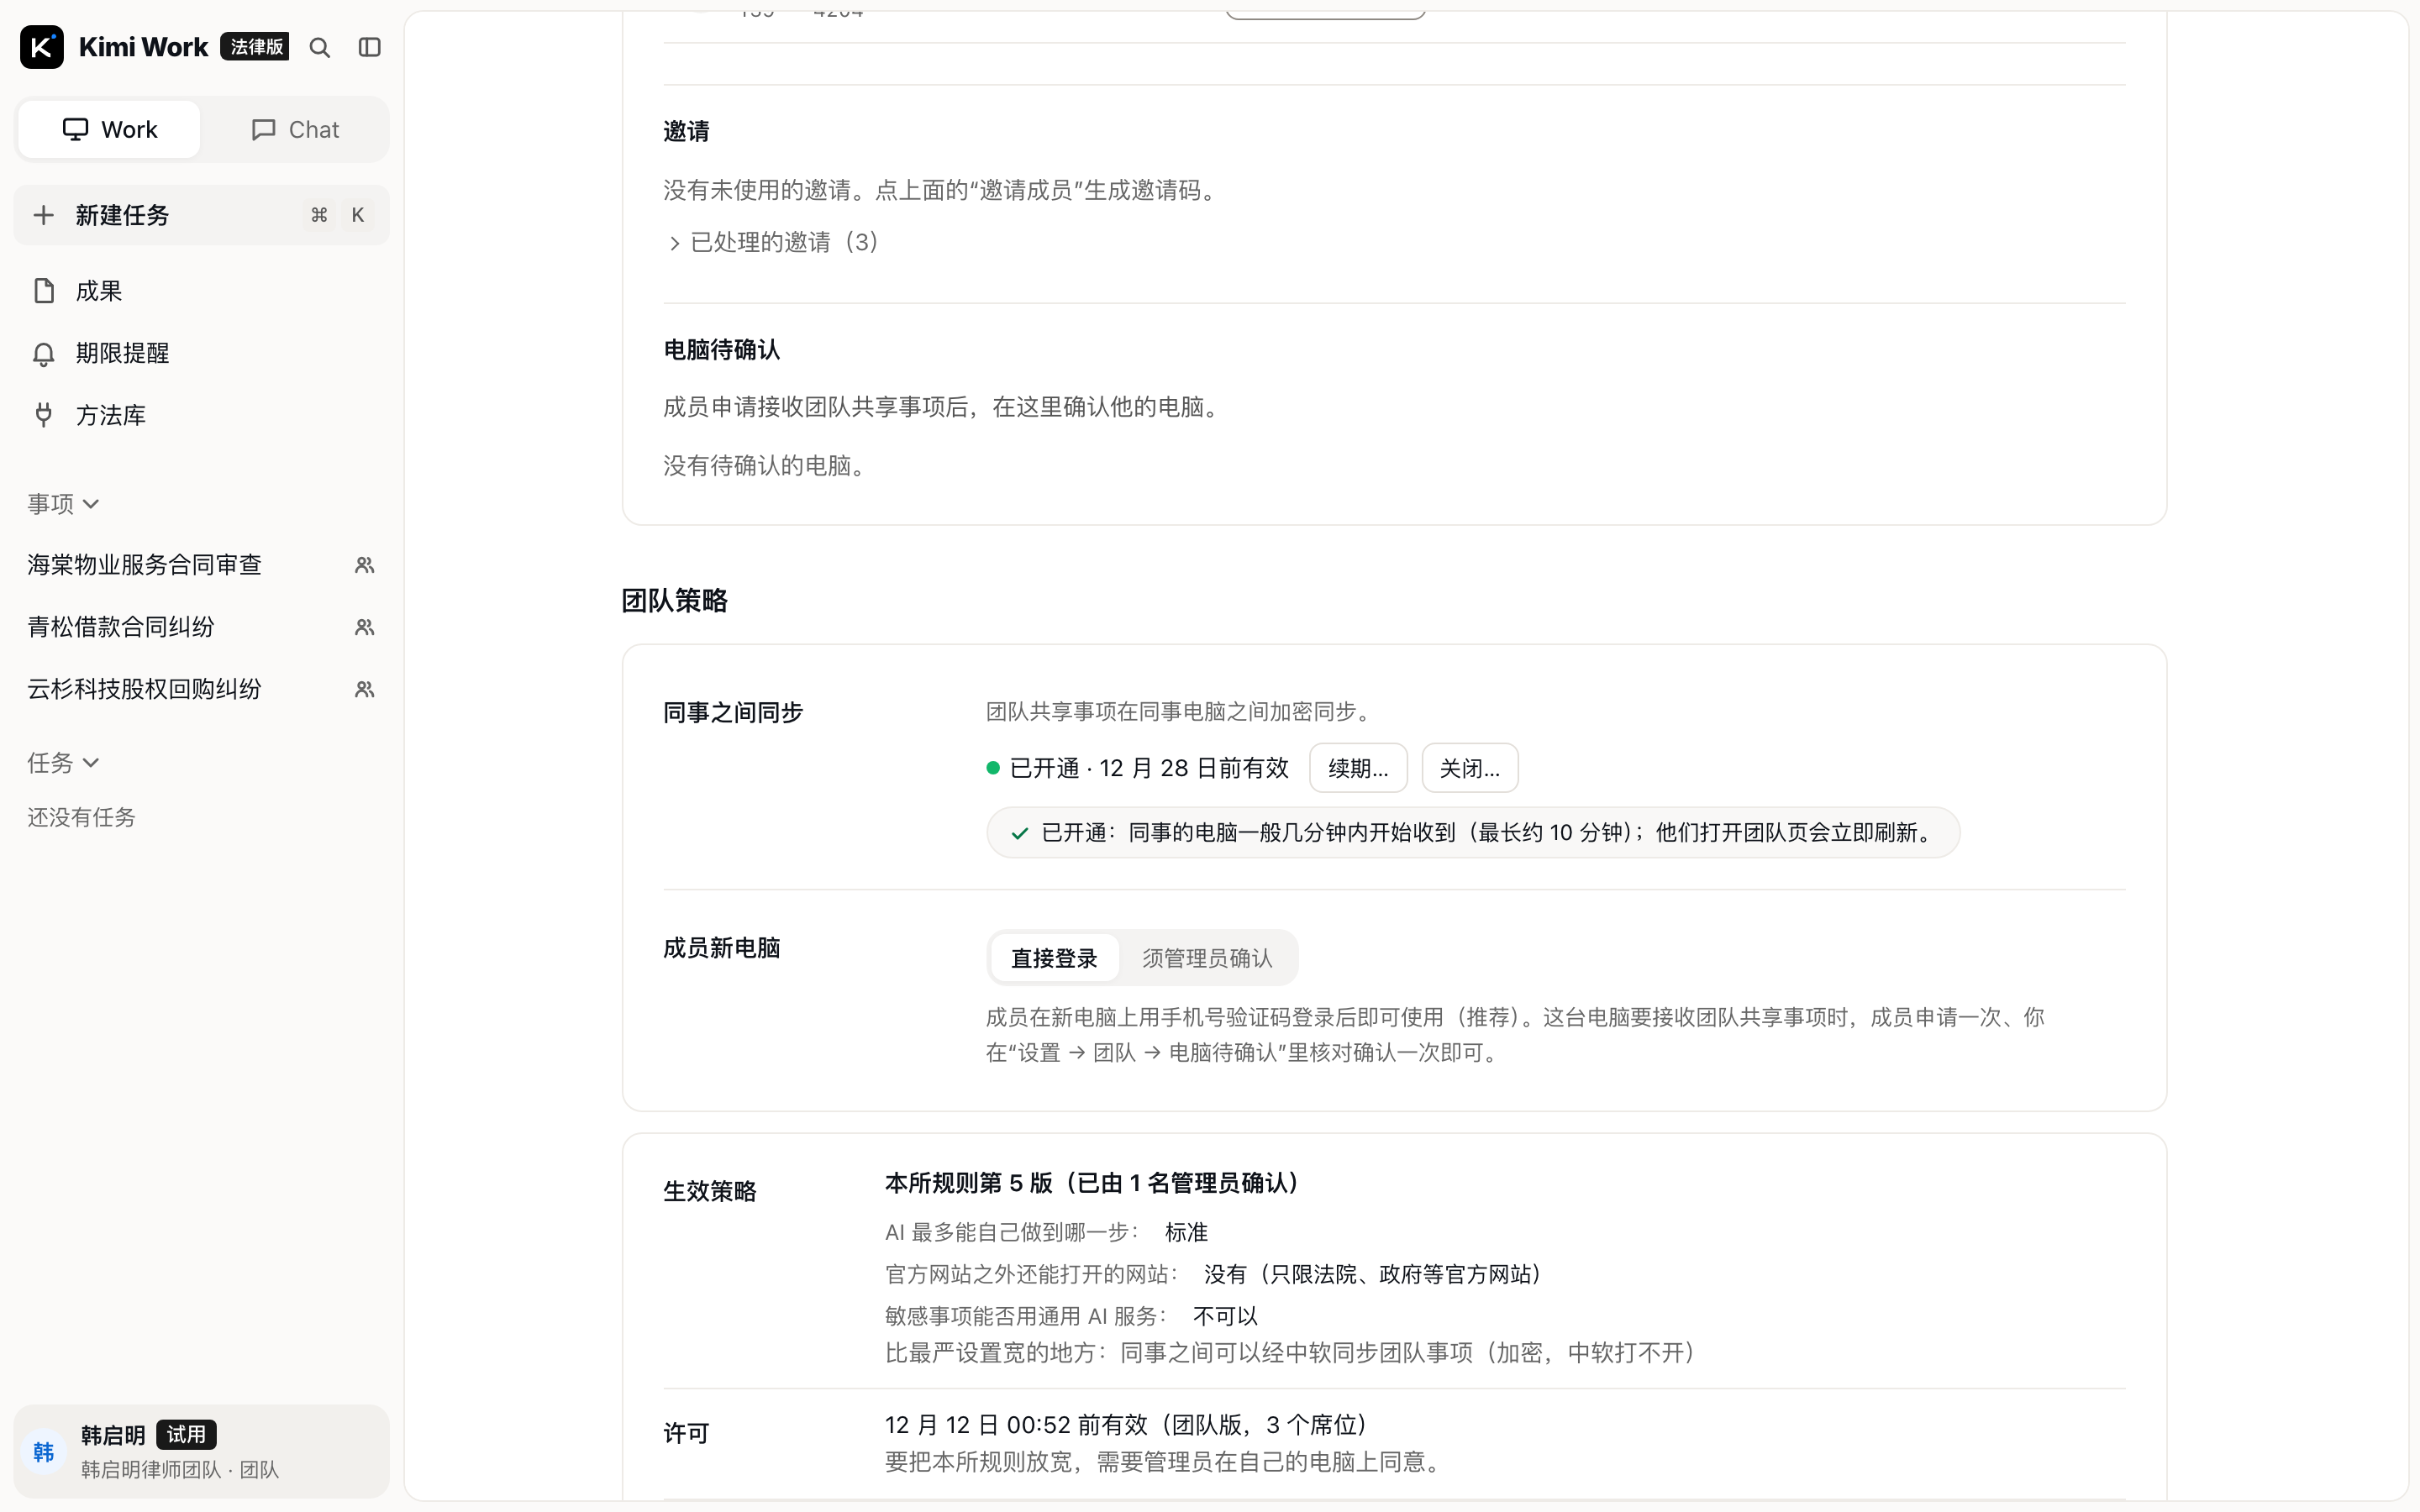 Kimi Work 法律版
Work
Chat
新建任务 ⌘ K
成果
期限提醒
方法库
事项
海棠物业服务合同审查
青松借款合同纠纷
云杉科技股权回购纠纷
任务
还没有任务
韩 韩启明 试用
韩启明律师团队 · 团队
邀请
没有未使用的邀请。点上面的“邀请成员”生成邀请码。
已处理的邀请（3）
电脑待确认
成员申请接收团队共享事项后，在这里确认他的电脑。
没有待确认的电脑。
团队策略
同事之间同步
团队共享事项在同事电脑之间加密同步。
已开通 · 12 月 28 日前有效 续期... 关闭...
已开通：同事的电脑一般几分钟内开始收到（最长约 10 分钟）；他们打开团队页会立即刷新。
成员新电脑
直接登录 须管理员确认
成员在新电脑上用手机号验证码登录后即可使用（推荐）。这台电脑要接收团队共享事项时，成员申请一次、你
在“设置 → 团队 → 电脑待确认”里核对确认一次即可。
生效策略
本所规则第 5 版（已由 1 名管理员确认）
AI 最多能自己做到哪一步： 标准
官方网站之外还能打开的网站： 没有（只限法院、政府等官方网站）
敏感事项能否用通用 AI 服务： 不可以
比最严设置宽的地方：同事之间可以经中软同步团队事项（加密，中软打不开）
许可
12 月 12 日 00:52 前有效（团队版，3 个席位）
要把本所规则放宽，需要管理员在自己的电脑上同意。